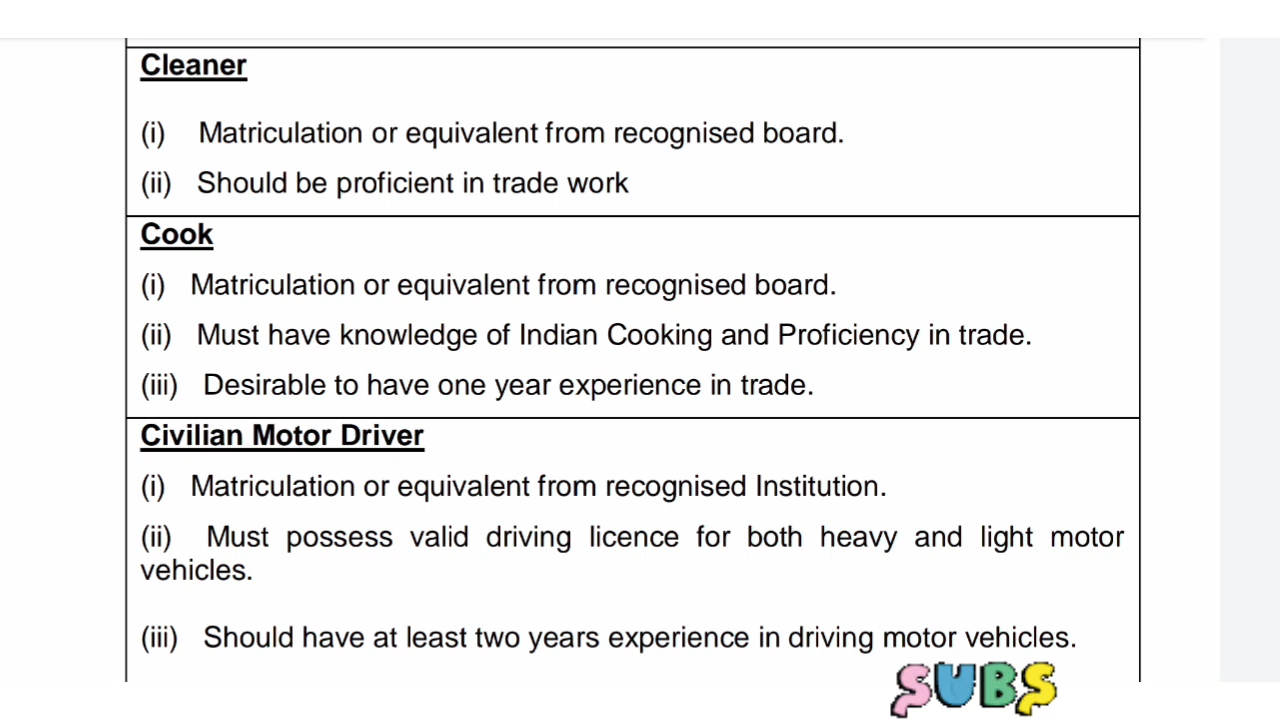 Cleaner
(i) Matriculation or equivalent from recognised board.
(ii) Should be proficient in trade work
Cook
(i) Matriculation or equivalent from recognised board.
(ii) Must have knowledge of Indian Cooking and Proficiency in trade.
(iii) Desirable to have one year experience in trade.
Civilian Motor Driver
(i) Matriculation or equivalent from recognised Institution.
(ii) Must possess valid driving licence for both heavy and light motor
vehicles.
(iii) Should have at least two years experience in driving motor vehicles.
SUBS